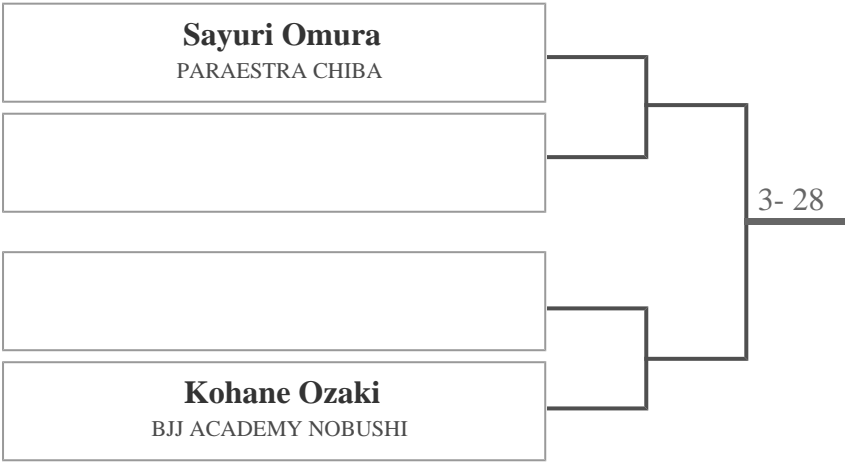 Sayuri Omura
PARAESTRA CHIBA
3- 28
Kohane Ozaki
BJJ ACADEMY NOBUSHI